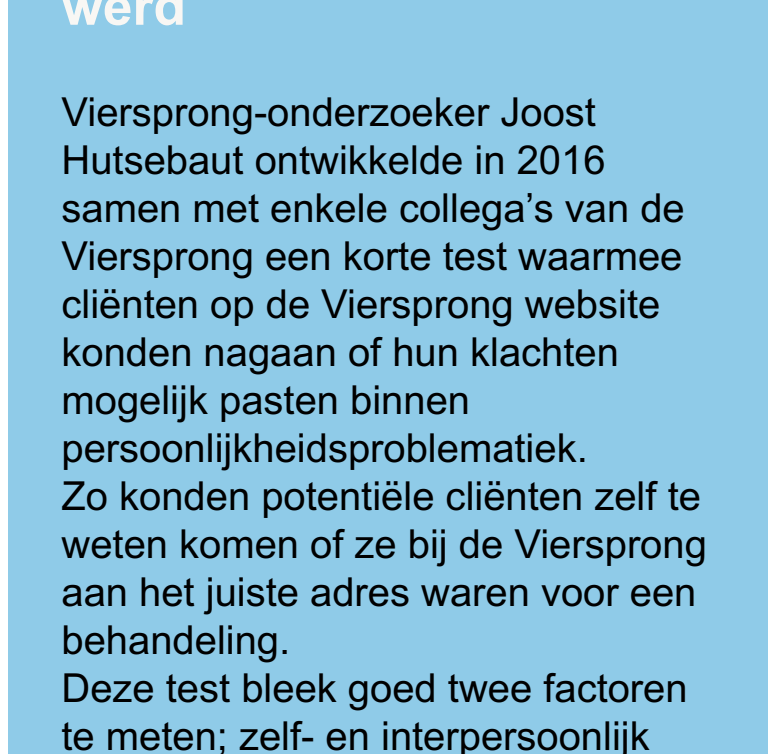 werd
Viersprong-onderzoeker Joost
Hutsebaut ontwikkelde in 2016
samen met enkele collega's van de
Viersprong een korte test waarmee
cliënten op de Viersprong website
konden nagaan of hun klachten
mogelijk pasten binnen
persoonlijkheidsproblematiek.
Zo konden potentiële cliënten zelf te
weten komen of ze bij de Viersprong
aan het juiste adres waren voor een
behandeling.
Deze test bleek goed twee factoren
te meten; zelf- en interpersoonlijk